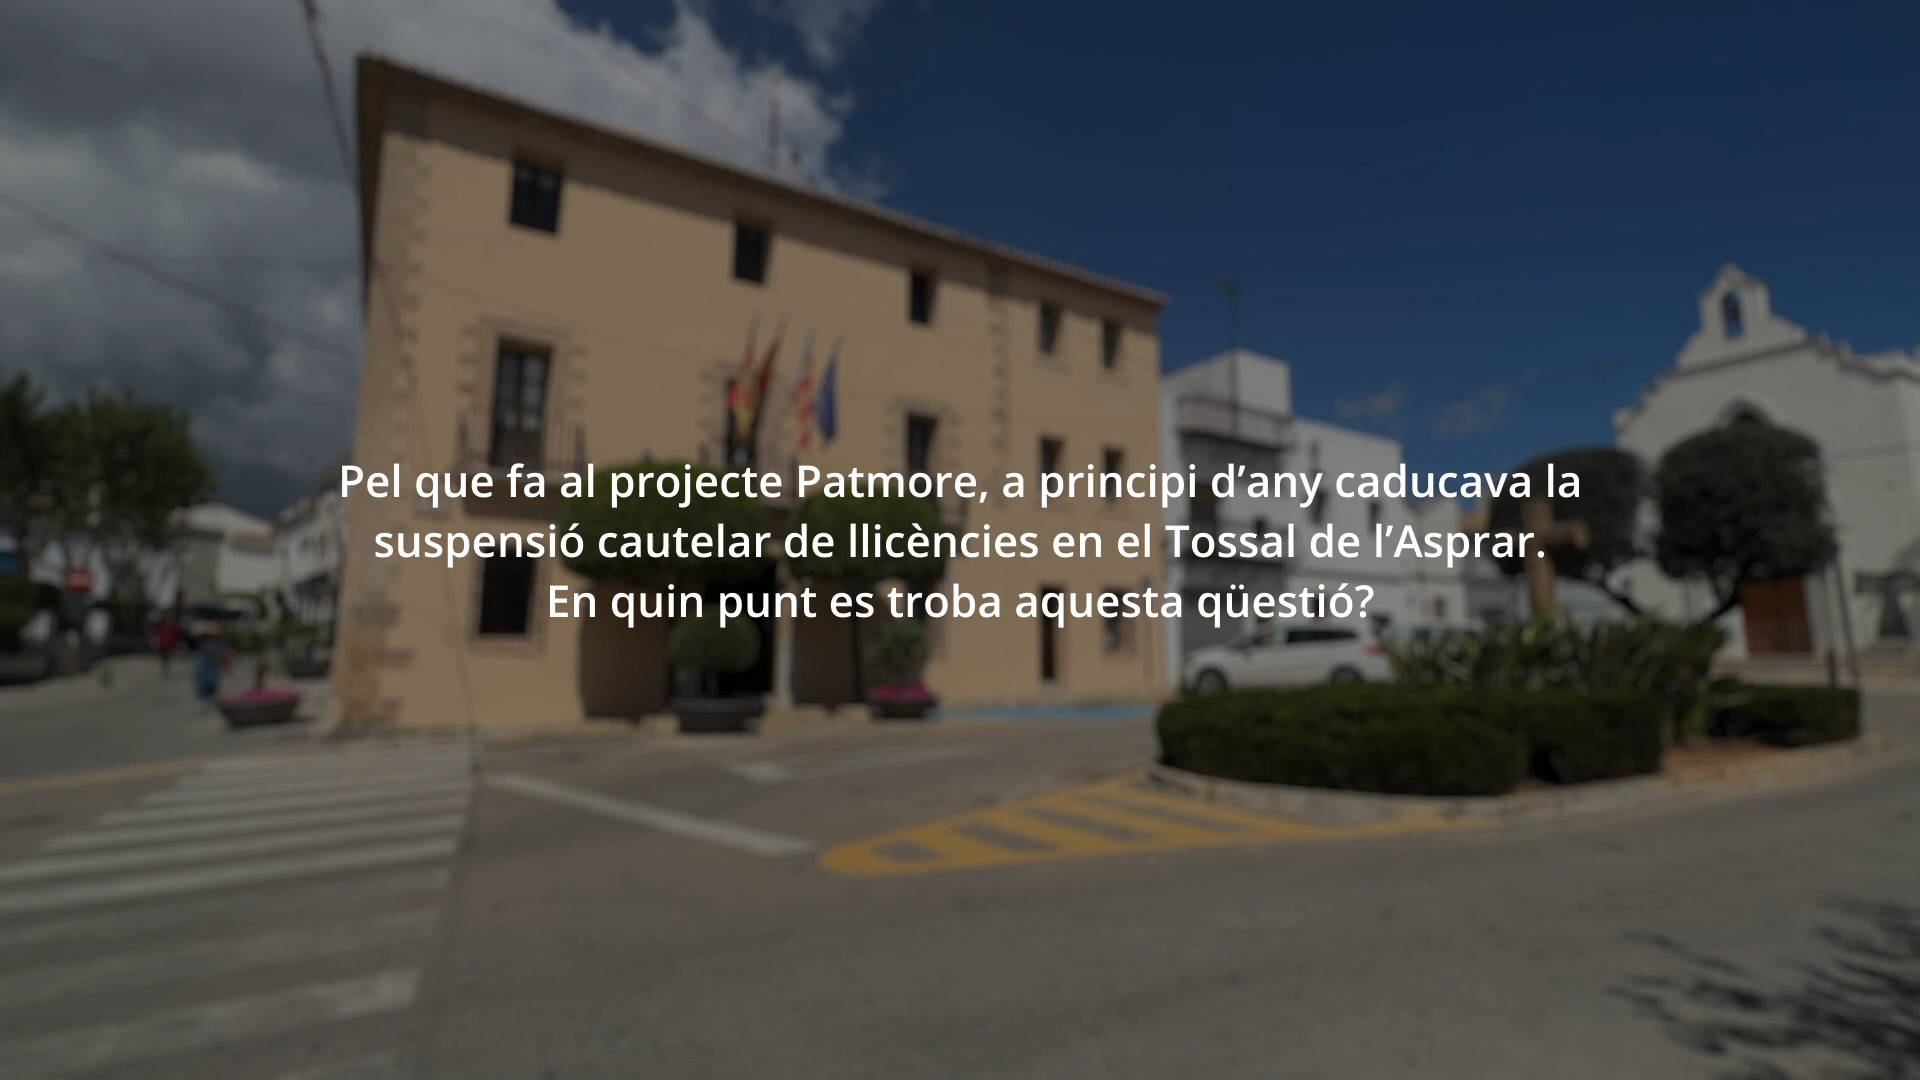 Pel que fa al projecte Patmore, a principi d’any caducava la
suspensió cautelar de llicències en el Tossal de l’Asprar.
En quin punt es troba aquesta qüestió?